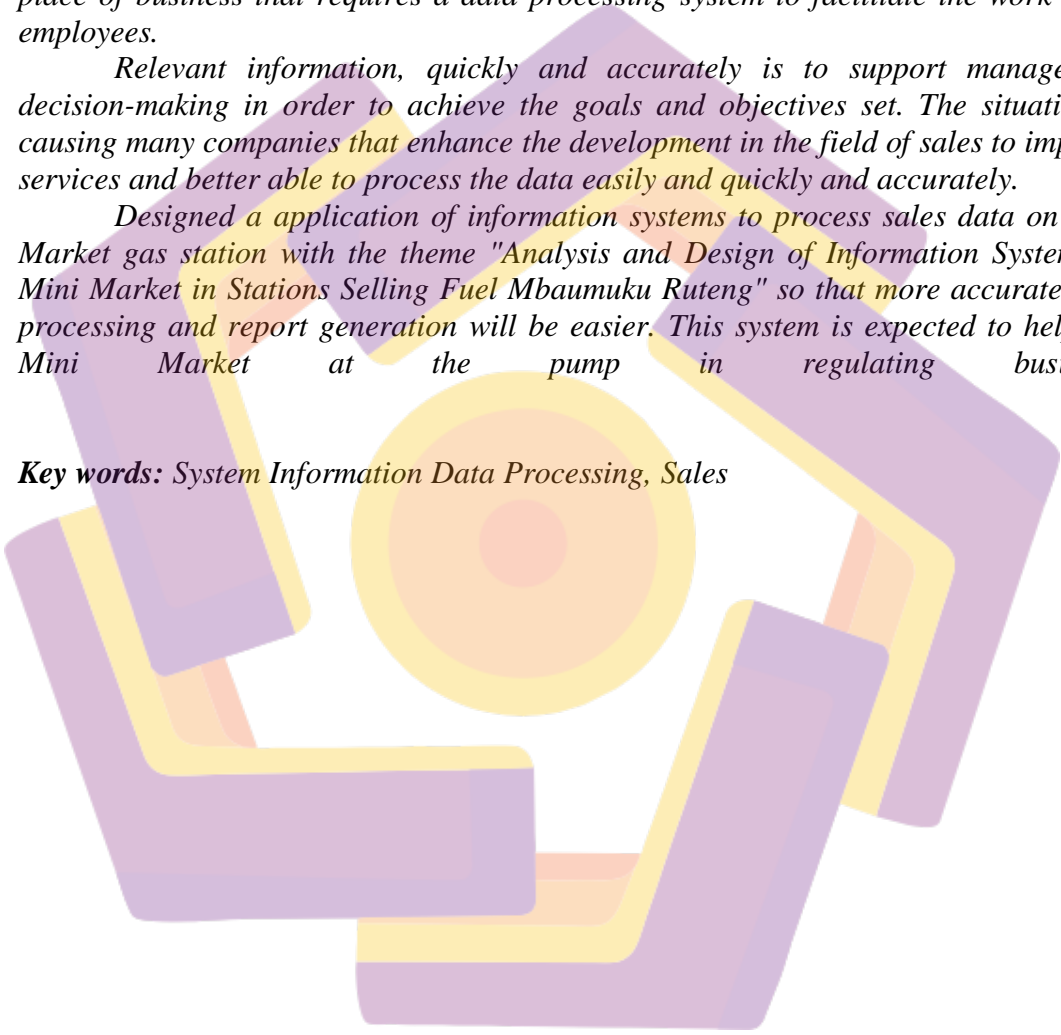 place of business that requires a data processing system to facilitate the work
employees.
Relevant information, quickly and accurately is to support manage
decision-making in order to achieve the goals and objectives set. The situati
causing many companies that enhance the development in the field of sales to imp
services and better able to process the data easily and quickly and accurately.
Designed a application of information systems to process sales data on
Market gas station with the theme "Analysis and Design of Information System
Mini Market in Stations Selling Fuel Mbaumuku Ruteng" so that more accurate
processing and report generation will be easier. This system is expected to help
Mini Market at the pump in regulating busi
Key words: System Information Data Processing, Sales